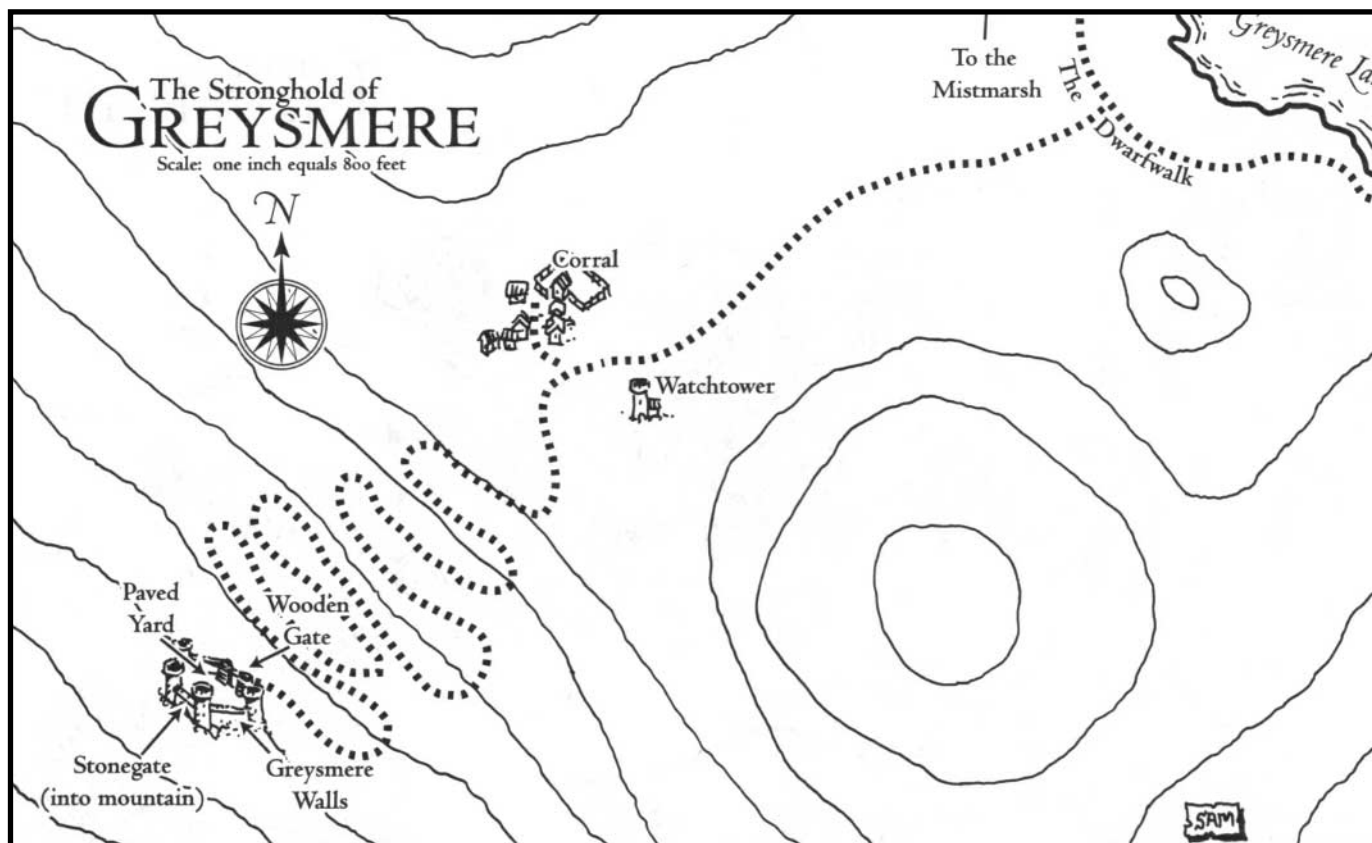 The Stronghold of
GREYSMERE
Scale: one inch equals 800 feet
N
To the
Mistmarsh
The Dwarfwalk
Greysmere
Corral
Watchtower
Paved
Yard
Wooden
Gate
Stonegate
(into mountain)
Greysmere
Walls
SAM